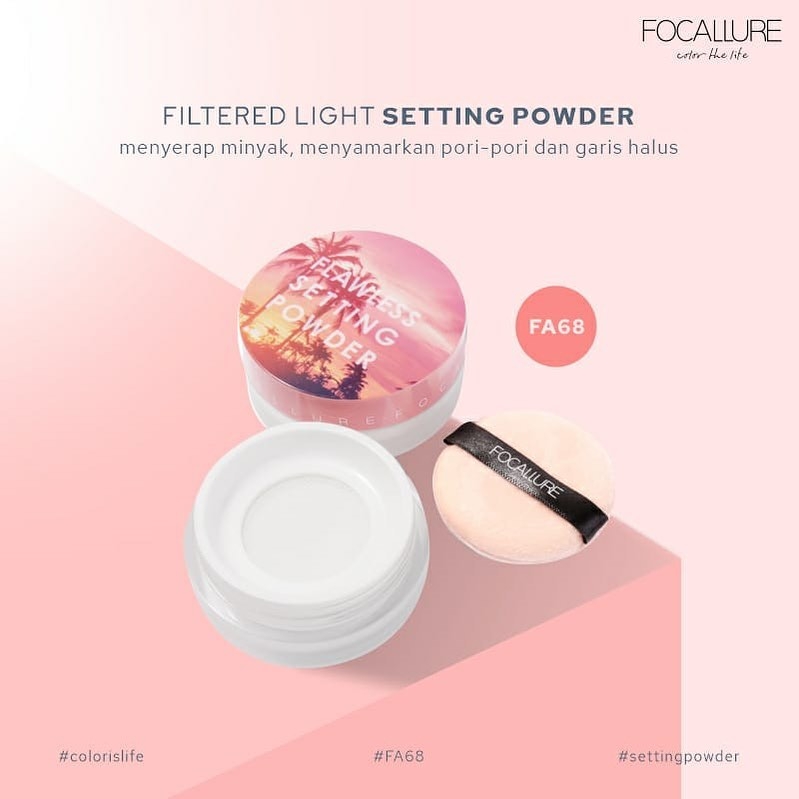 FOCALLURE
color the life
FILTERED LIGHT SETTING POWDER
menyerap minyak, menyamarkan pori-pori dan garis halus
FLAWLESS
SETTING
POWDER
FA68
FOCALLURE
#colorislife
#FA68
#settingpowder